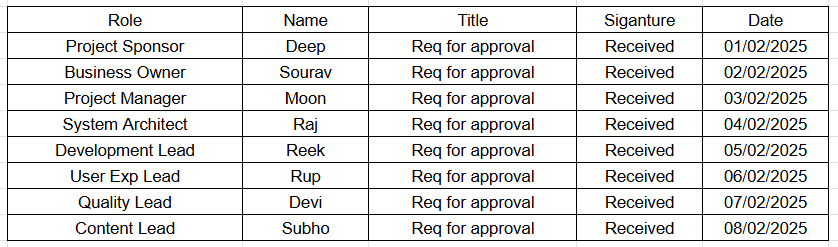 Role Name Title Siganture Date
Project Sponsor Deep Req for approval Received 01/02/2025
Business Owner Sourav Req for approval Received 02/02/2025
Project Manager Moon Req for approval Received 03/02/2025
System Architect Raj Req for approval Received 04/02/2025
Development Lead Reek Req for approval Received 05/02/2025
User Exp Lead Rup Req for approval Received 06/02/2025
Quality Lead Devi Req for approval Received 07/02/2025
Content Lead Subho Req for approval Received 08/02/2025